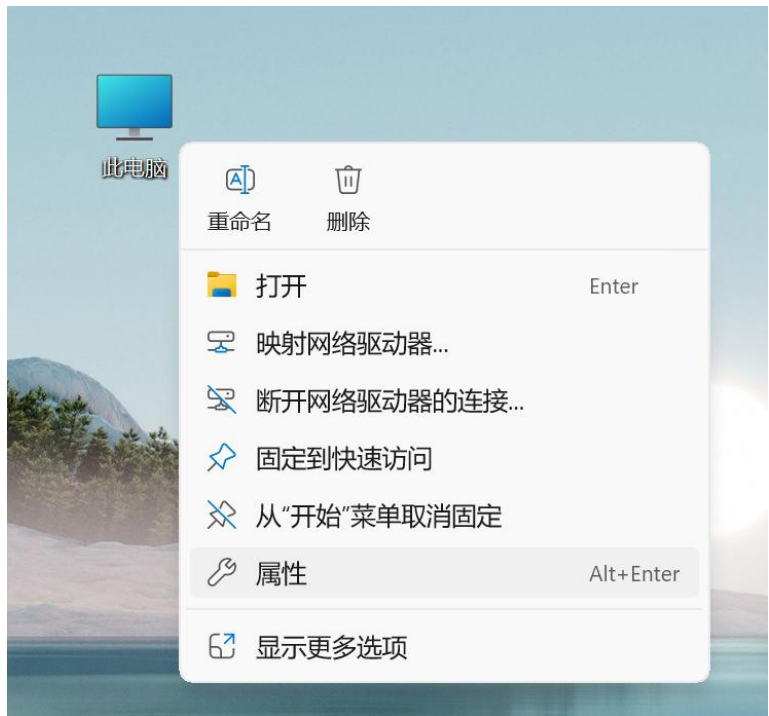 此电脑
重命名 删除
打开 Enter
映射网络驱动器...
断开网络驱动器的连接...
固定到快速访问
从“开始”菜单取消固定
属性 Alt+Enter
显示更多选项